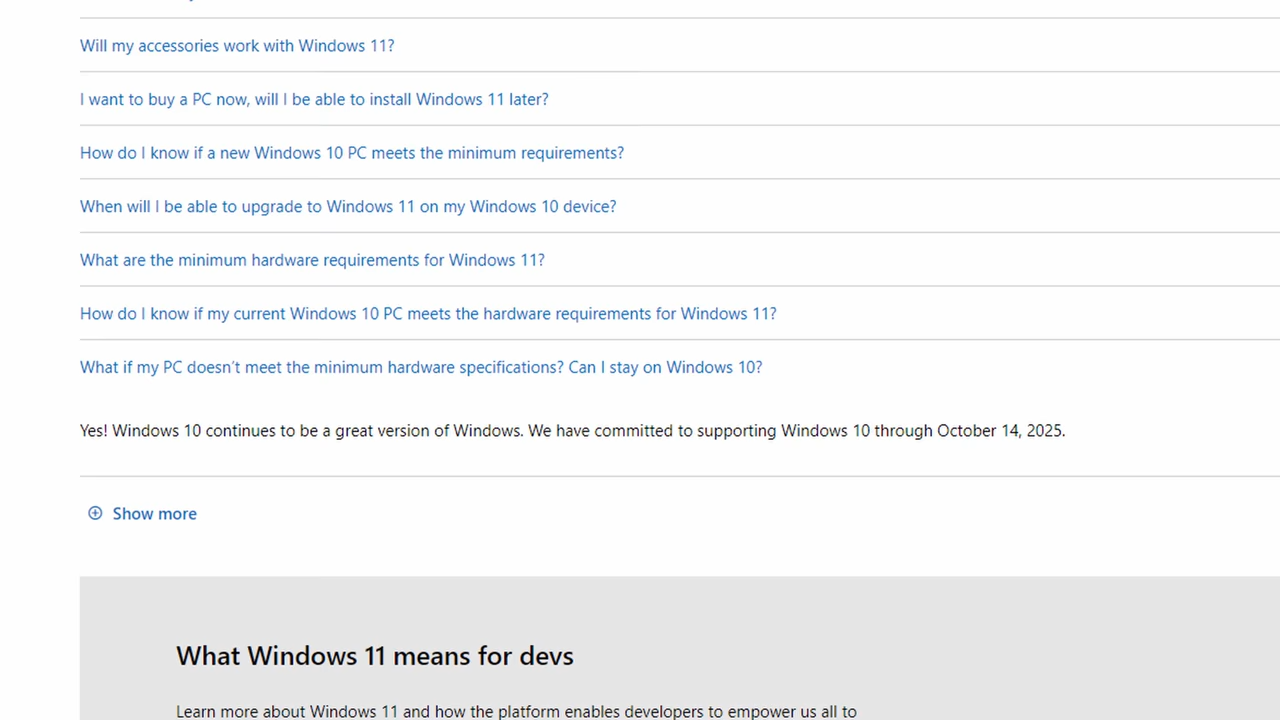 Will my accessories work with Windows 11?
I want to buy a PC now, will I be able to install Windows 11 later?
How do I know if a new Windows 10 PC meets the minimum requirements?
When will I be able to upgrade to Windows 11 on my Windows 10 device?
What are the minimum hardware requirements for Windows 11?
How do I know if my current Windows 10 PC meets the hardware requirements for Windows 11?
What if my PC doesn’t meet the minimum hardware specifications? Can I stay on Windows 10?
Yes! Windows 10 continues to be a great version of Windows. We have committed to supporting Windows 10 through October 14, 2025.
Show more
What Windows 11 means for devs
Learn more about Windows 11 and how the platform enables developers to empower us all to